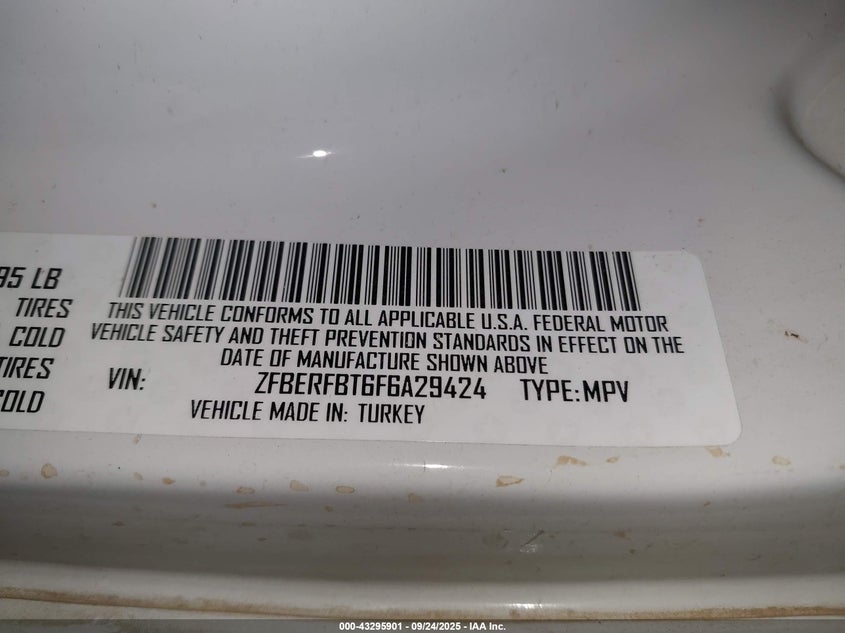 95 LB
TIRES
COLD
TIRES
COLD
THIS VEHICLE CONFORMS TO ALL APPLICABLE U.S.A. FEDERAL MOTOR
VEHICLE SAFETY AND THEFT PREVENTION STANDARDS IN EFFECT ON THE
DATE OF MANUFACTURE SHOWN ABOVE
VIN: ZFBERFBT6F6A29424 TYPE:MPV
VEHICLE MADE IN: TURKEY
000-43295901 - 09/24/2025 - IAA Inc.